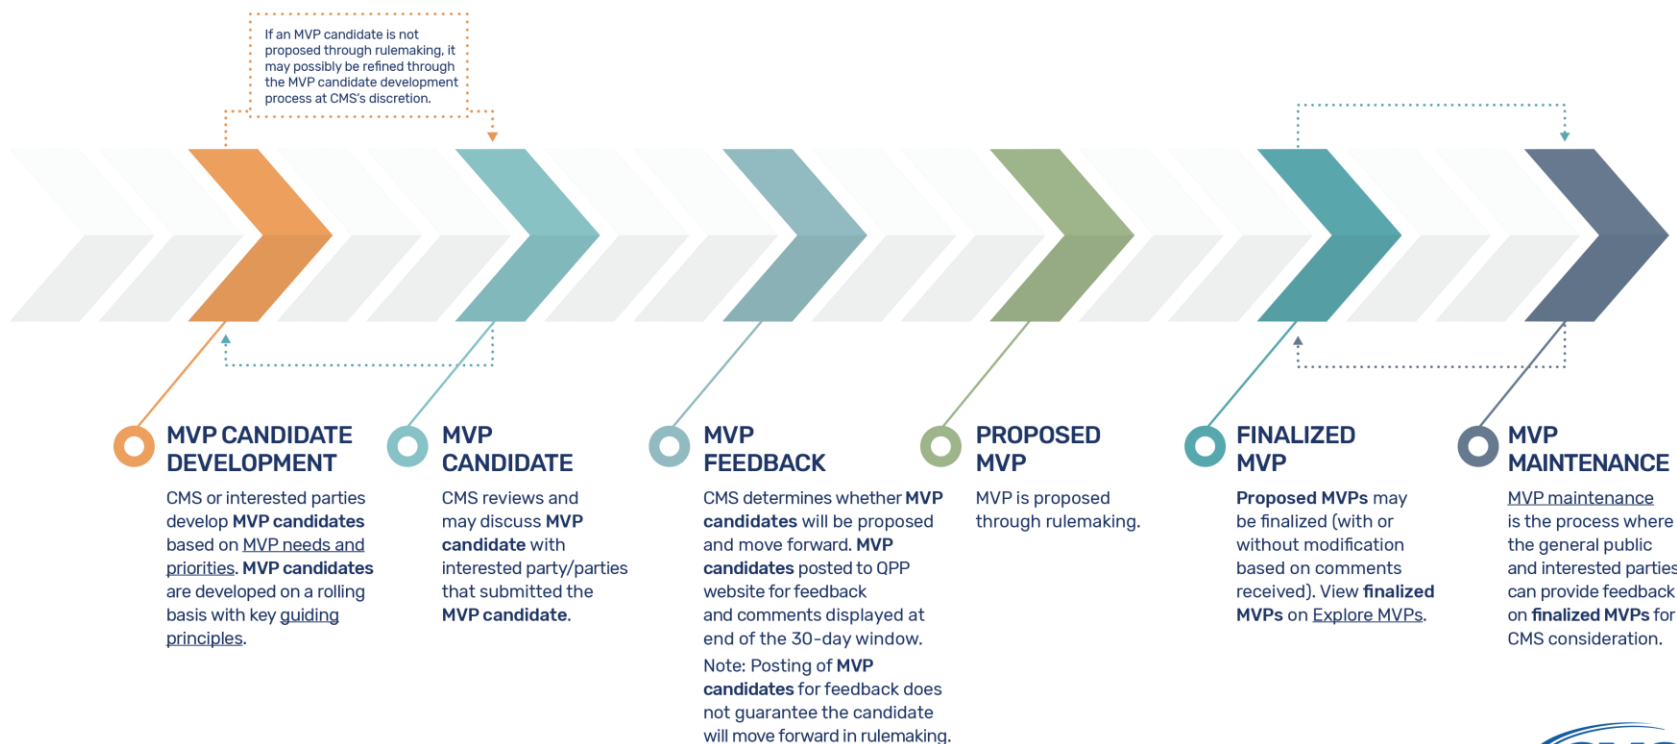 If an MVP candidate is not
proposed through rulemaking, it
may possibly be refined through
the MVP candidate development
process at CMS's discretion.
MVP CANDIDATE
DEVELOPMENT
CMS or interested parties
develop MVP candidates
based on MVP needs and
priorities. MVP candidates
are developed on a rolling
basis with key guiding
principles.
MVP
CANDIDATE
CMS reviews and
may discuss MVP
candidate with
interested party/parties
that submitted the
MVP candidate.
MVP
FEEDBACK
CMS determines whether MVP
candidates will be proposed
and move forward. MVP
candidates posted to QPP
website for feedback
and comments displayed at
end of the 30-day window.
Note: Posting of MVP
candidates for feedback does
not guarantee the candidate
will move forward in rulemaking.
PROPOSED
MVP
MVP is proposed
through rulemaking.
FINALIZED
MVP
Proposed MVPs may
be finalized (with or
without modification
based on comments
received). View finalized
MVPs on Explore MVPs.
MVP
MAINTENANCE
MVP maintenance
is the process where
the general public
and interested parties
can provide feedback
on finalized MVPs for
CMS consideration.